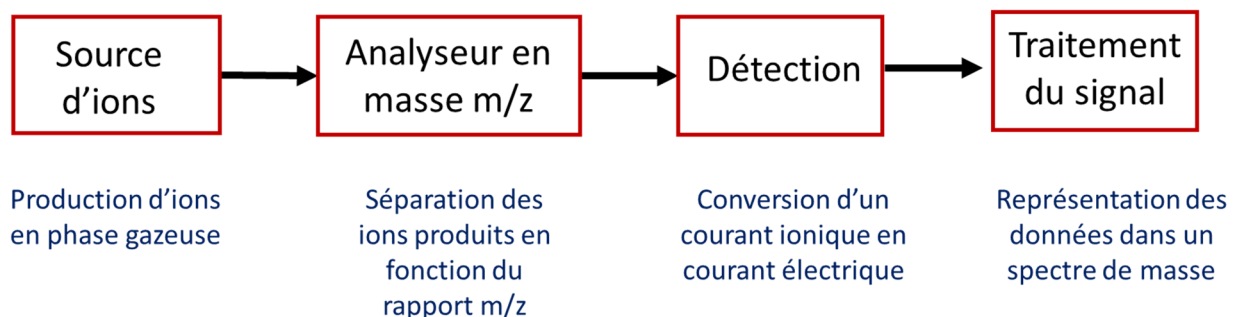 Source
d’ions
Analyseur en
masse m/z
Détection
Traitement
du signal
Production d’ions
en phase gazeuse
Séparation des
ions produits en
fonction du
rapport m/z
Conversion d’un
courant ionique en
courant électrique
Représentation des
données dans un
spectre de masse